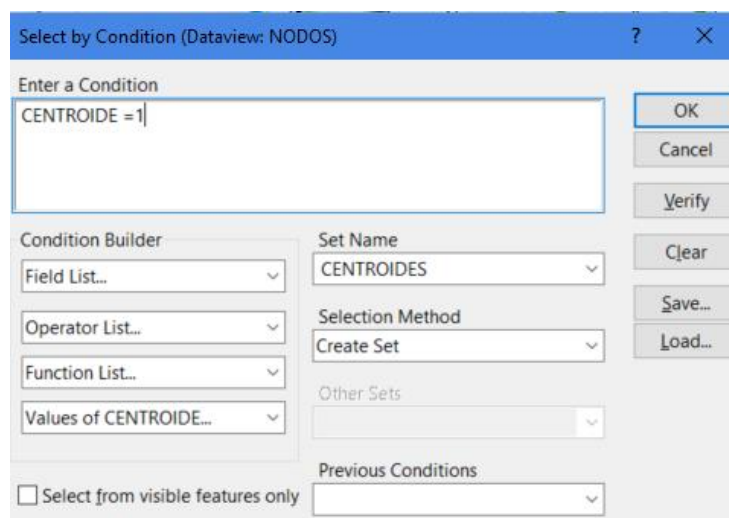 Select by Condition (Dataview: NODOS) ? X
Enter a Condition
CENTROIDE =1
OK
Cancel
Verify
Clear
Save...
Load...
Condition Builder
Field List...
Operator List...
Function List...
Values of CENTROIDE...
Set Name
CENTROIDES
Selection Method
Create Set
Other Sets
Previous Conditions
Select from visible features only